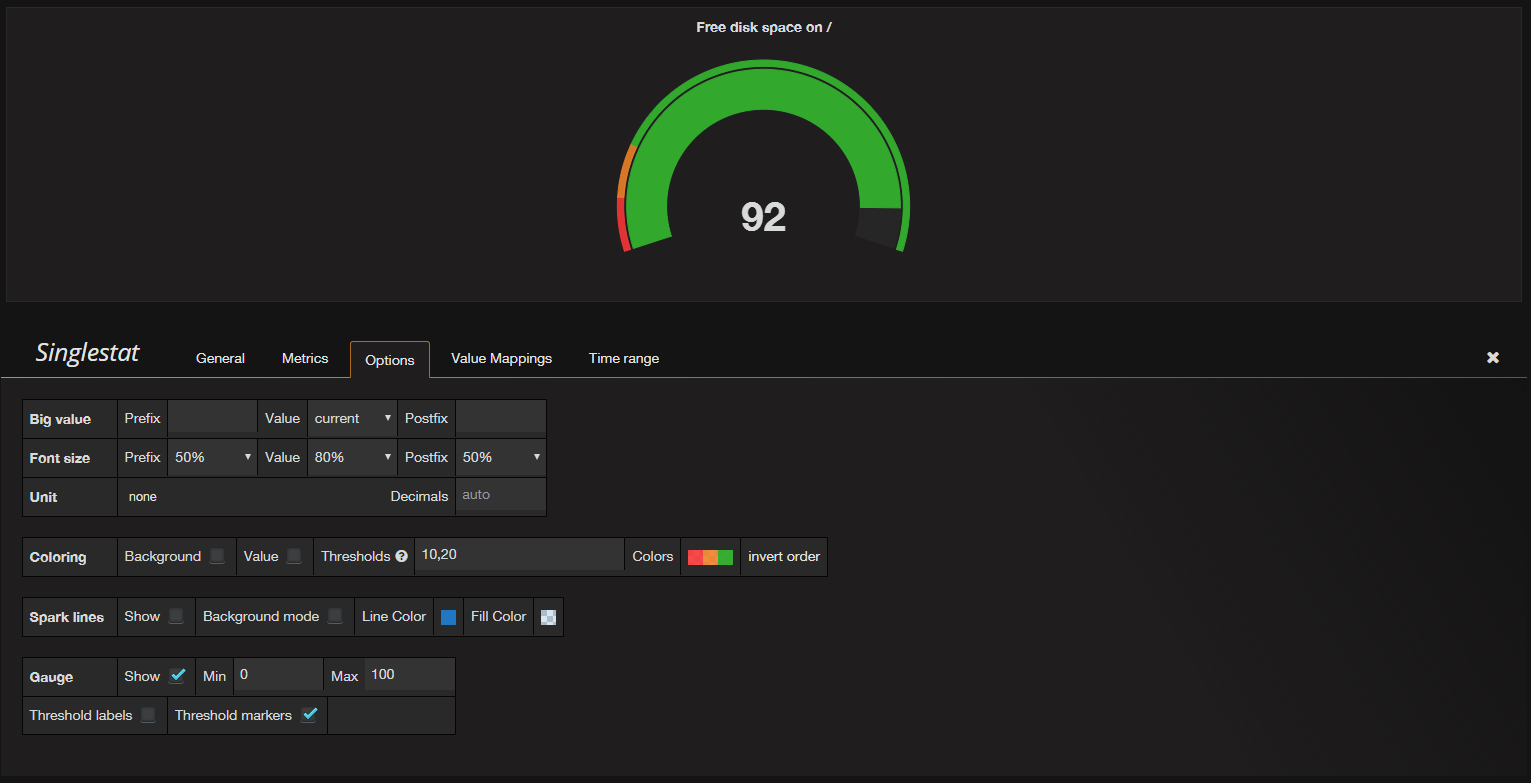 Free disk space on /
92
Singlestat General Metrics Options Value Mappings Time range
Big value Prefix Value current Postfix
Font size Prefix 50% Value 80% Postfix 50%
Unit none Decimals auto
Coloring Background Value Thresholds 10,20 Colors invert order
Spark lines Show Background mode Line Color Fill Color
Gauge Show Min 0 Max 100
Threshold labels Threshold markers